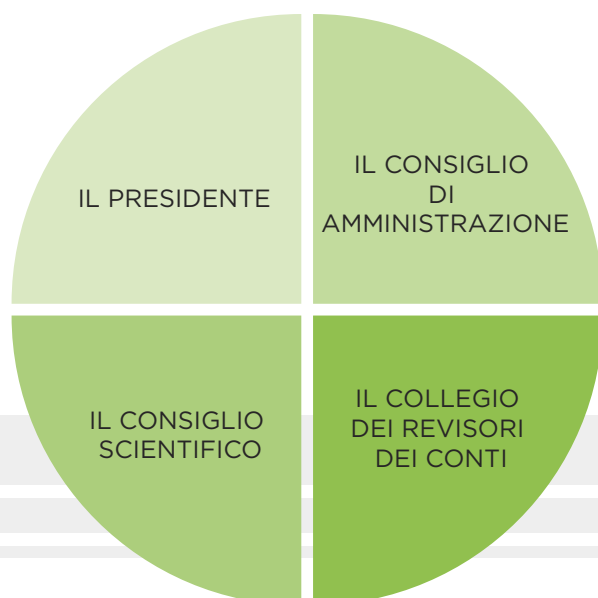 IL PRESIDENTE
IL CONSIGLIO
DI
AMMINISTRAZIONE
IL CONSIGLIO
SCIENTIFICO
IL COLLEGIO
DEI REVISORI
DEI CONTI